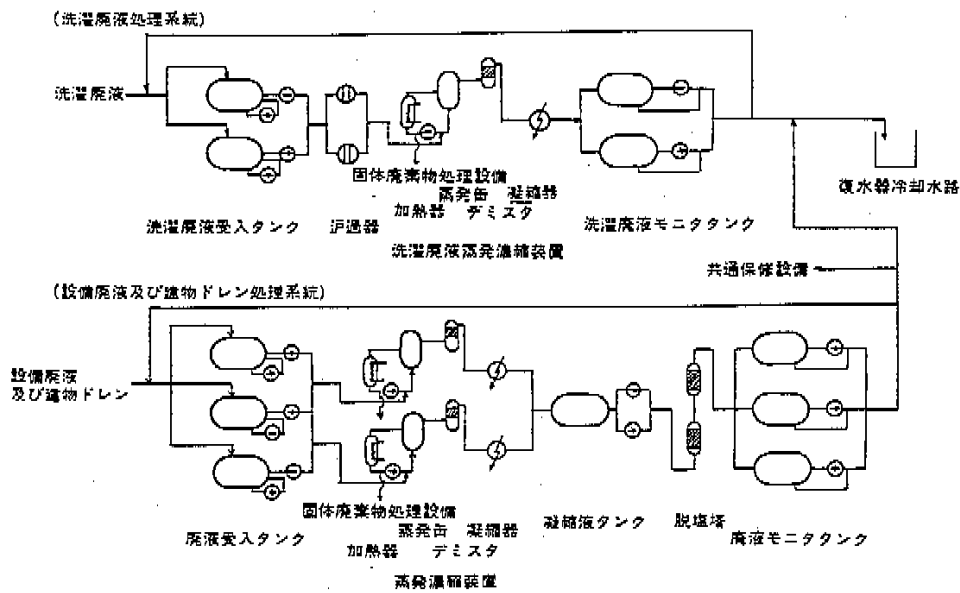 (洗濯廃液処理系統)
洗濯廃液
固体廃棄物処理設備
蒸発缶 凝縮器
加熱器 デミスタ
復水器冷却水路
洗濯廃液受入タンク 沪過器 洗濯廃液モニタタンク
洗濯廃液蒸発濃縮装置
共通保修設備
(設備廃液及び建物ドレン処理系統)
設備廃液
及び建物ドレン
固体廃棄物処理設備
蒸発缶 凝縮器
凝縮液タンク 脱塩塔
廃液受入タンク 加熱器 デミスタ 廃液モニタタンク
蒸発濃縮装置